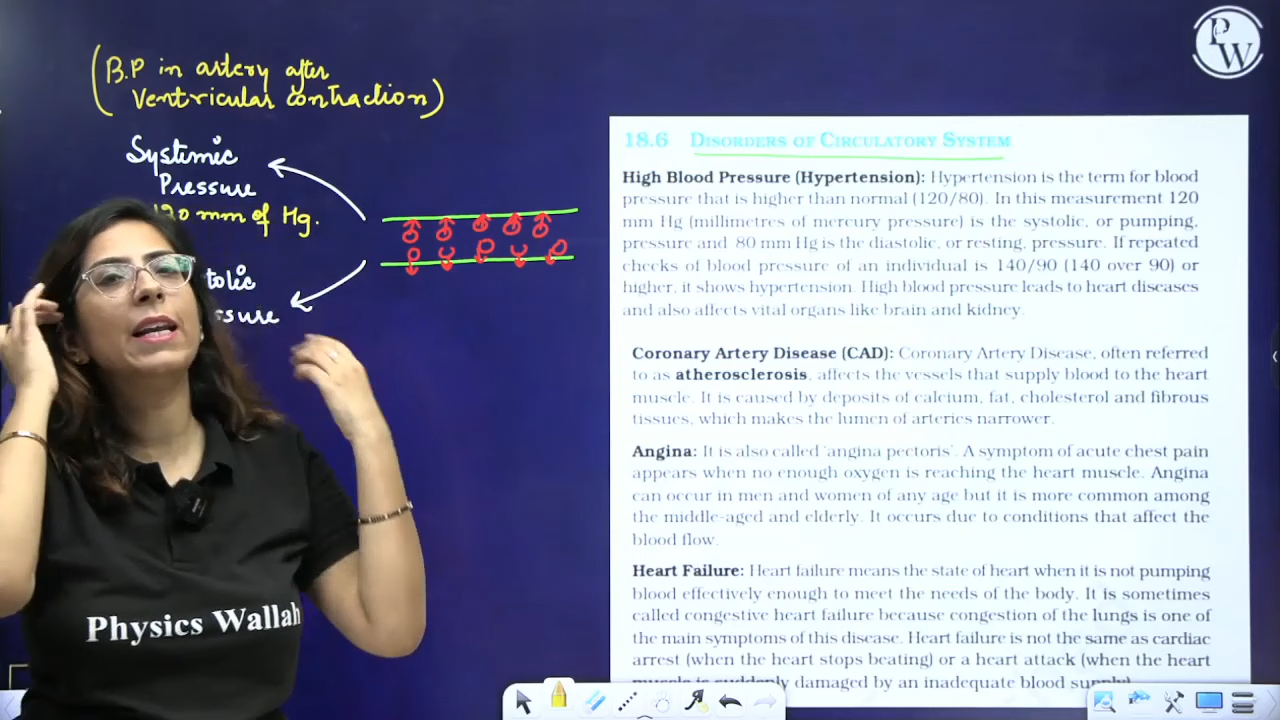 (B.P in artery after
Ventricular contraction)
Systemic
Pressure
120 mm of Hg.
PW
18.6 DISORDERS OF CIRCULATORY SYSTEM
High Blood Pressure (Hypertension): Hypertension is the term for blood
pressure that is higher than normal (120/80). In this measurement 120
mm Hg (millimetres of mercury pressure) is the systolic, or pumping,
pressure and 80 mm Hg is the diastolic, or resting, pressure. If repeated
checks of blood pressure of an individual is 140/90 (140 over 90) or
higher, it shows hypertension. High blood pressure leads to heart diseases
and also affects vital organs like brain and kidney.
Coronary Artery Disease (CAD): Coronary Artery Disease, often referred
to as atherosclerosis, affects the vessels that supply blood to the heart
muscle. It is caused by deposits of calcium, fat, cholesterol and fibrous
tissues, which makes the lumen of arteries narrower.
Angina: It is also called 'angina pectoris'. A symptom of acute chest pain
appears when no enough oxygen is reaching the heart muscle. Angina
can occur in men and women of any age but it is more common among
the middle-aged and elderly. It occurs due to conditions that affect the
blood flow.
Heart Failure: Heart failure means the state of heart when it is not pumping
blood effectively enough to meet the needs of the body. It is sometimes
called congestive heart failure because congestion of the lungs is one of
the main symptoms of this disease. Heart failure is not the same as cardiac
arrest (when the heart stops beating) or a heart attack (when the heart
muscle is suddenly damaged by an inadequate blood supply).
Physics Wallah